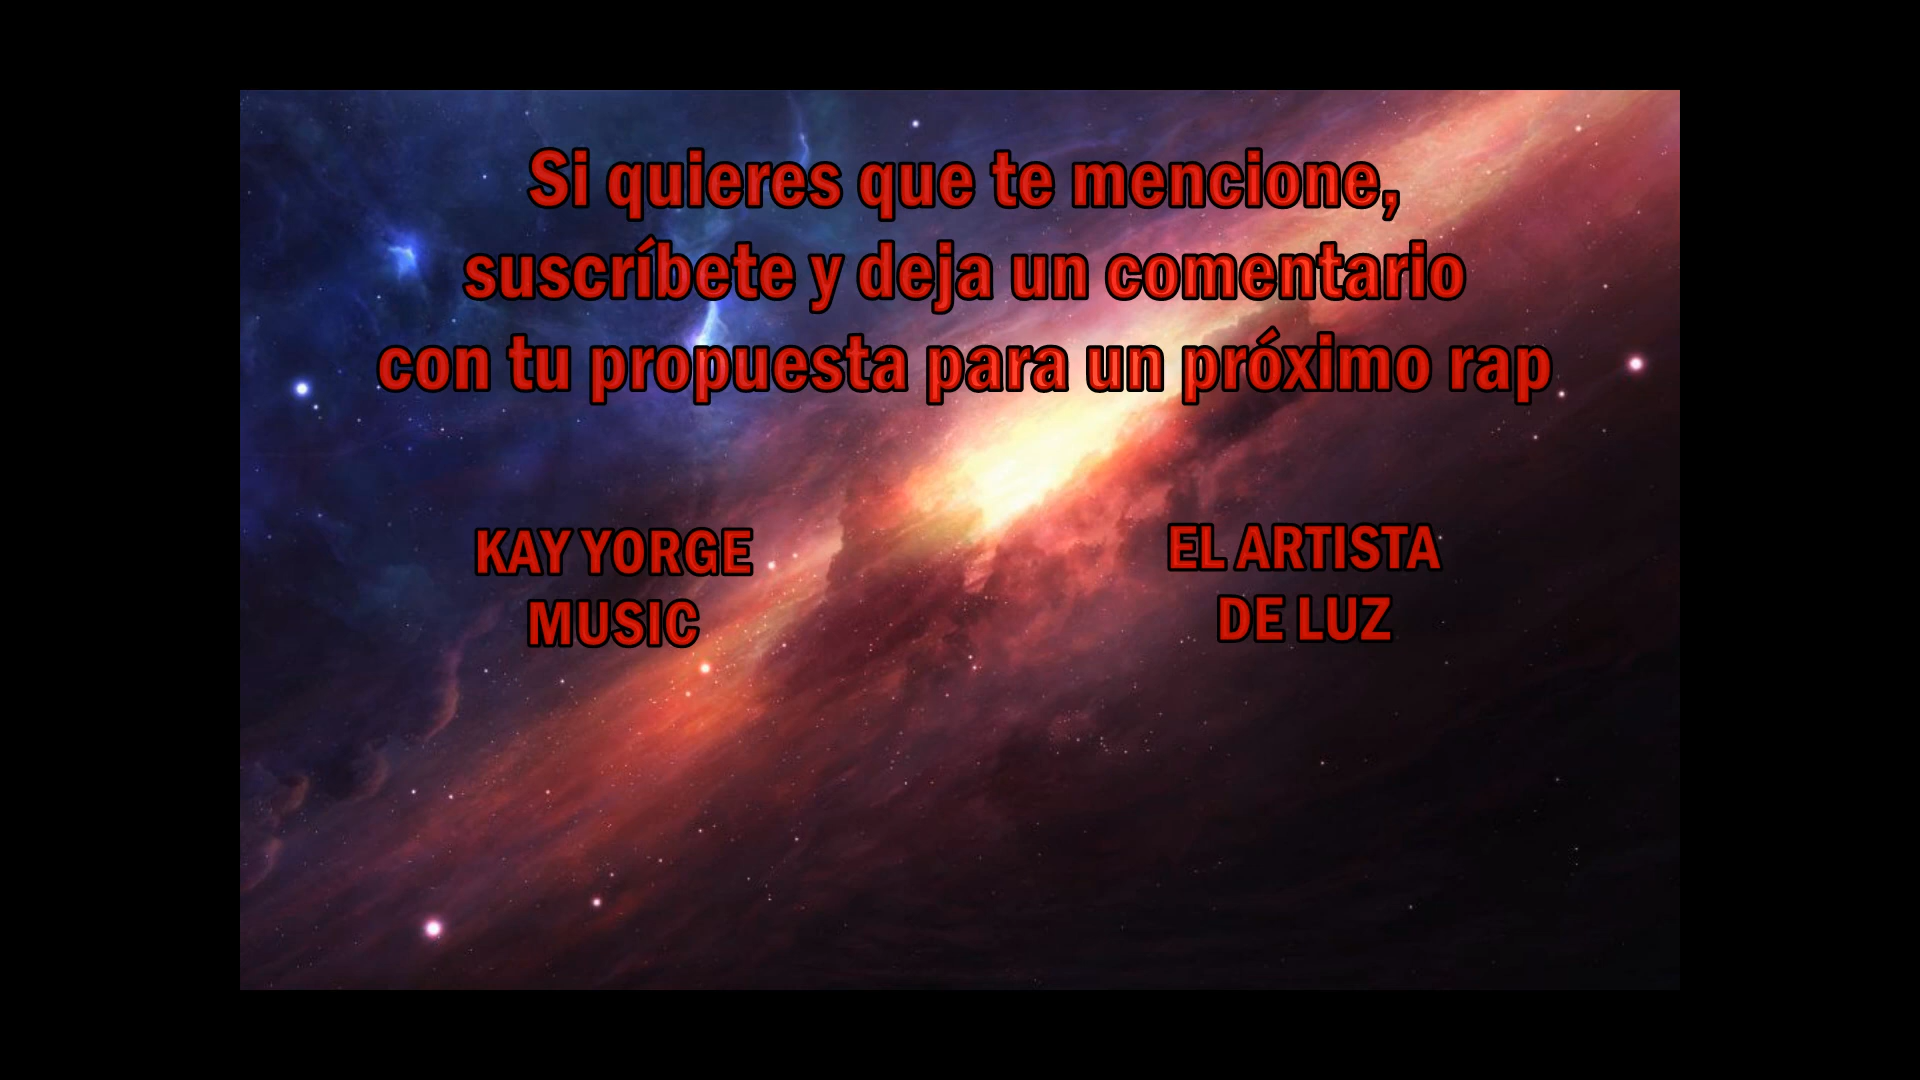 Si quieres que te mencione,
suscríbete y deja un comentario
con tu propuesta para un próximo rap
KAY YORGE
MUSIC
EL ARTISTA
DE LUZ